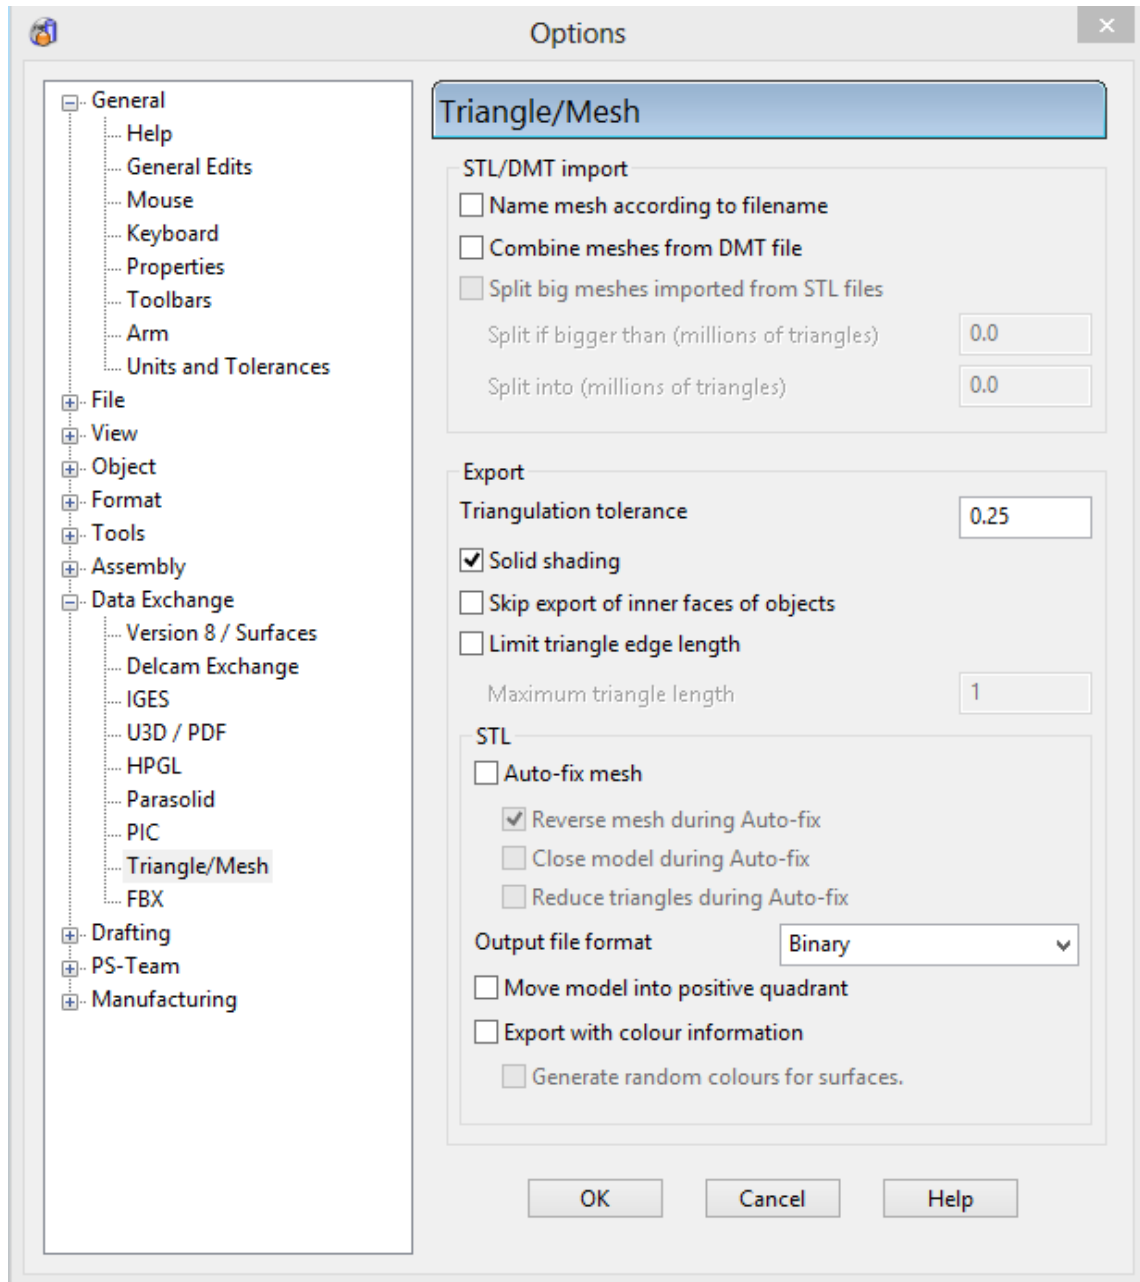 Options
General
Help
General Edits
Mouse
Keyboard
Properties
Toolbars
Arm
Units and Tolerances
File
View
Object
Format
Tools
Assembly
Data Exchange
Version 8 / Surfaces
Delcam Exchange
IGES
U3D / PDF
HPGL
Parasolid
PIC
Triangle/Mesh
FBX
Drafting
PS-Team
Manufacturing
Triangle/Mesh
STL/DMT import
Name mesh according to filename
Combine meshes from DMT file
Split big meshes imported from STL files
Split if bigger than (millions of triangles) 0.0
Split into (millions of triangles) 0.0
Export
Triangulation tolerance 0.25
Solid shading
Skip export of inner faces of objects
Limit triangle edge length
Maximum triangle length 1
STL
Auto-fix mesh
Reverse mesh during Auto-fix
Close model during Auto-fix
Reduce triangles during Auto-fix
Output file format Binary
Move model into positive quadrant
Export with colour information
Generate random colours for surfaces.
OK Cancel Help